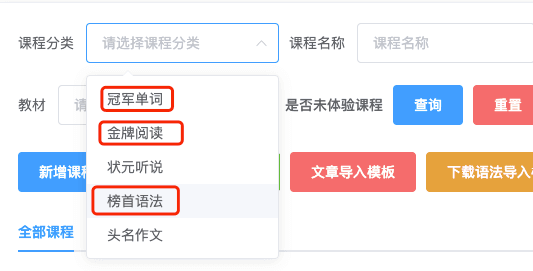 课程分类 请选择课程分类 课程名称 课程名称
冠军单词
教材 请 是否未体验课程 查询 重置
金牌阅读
新增课程 状元听说 文章导入模板 下载语法导入
榜首语法
全部课程 头名作文